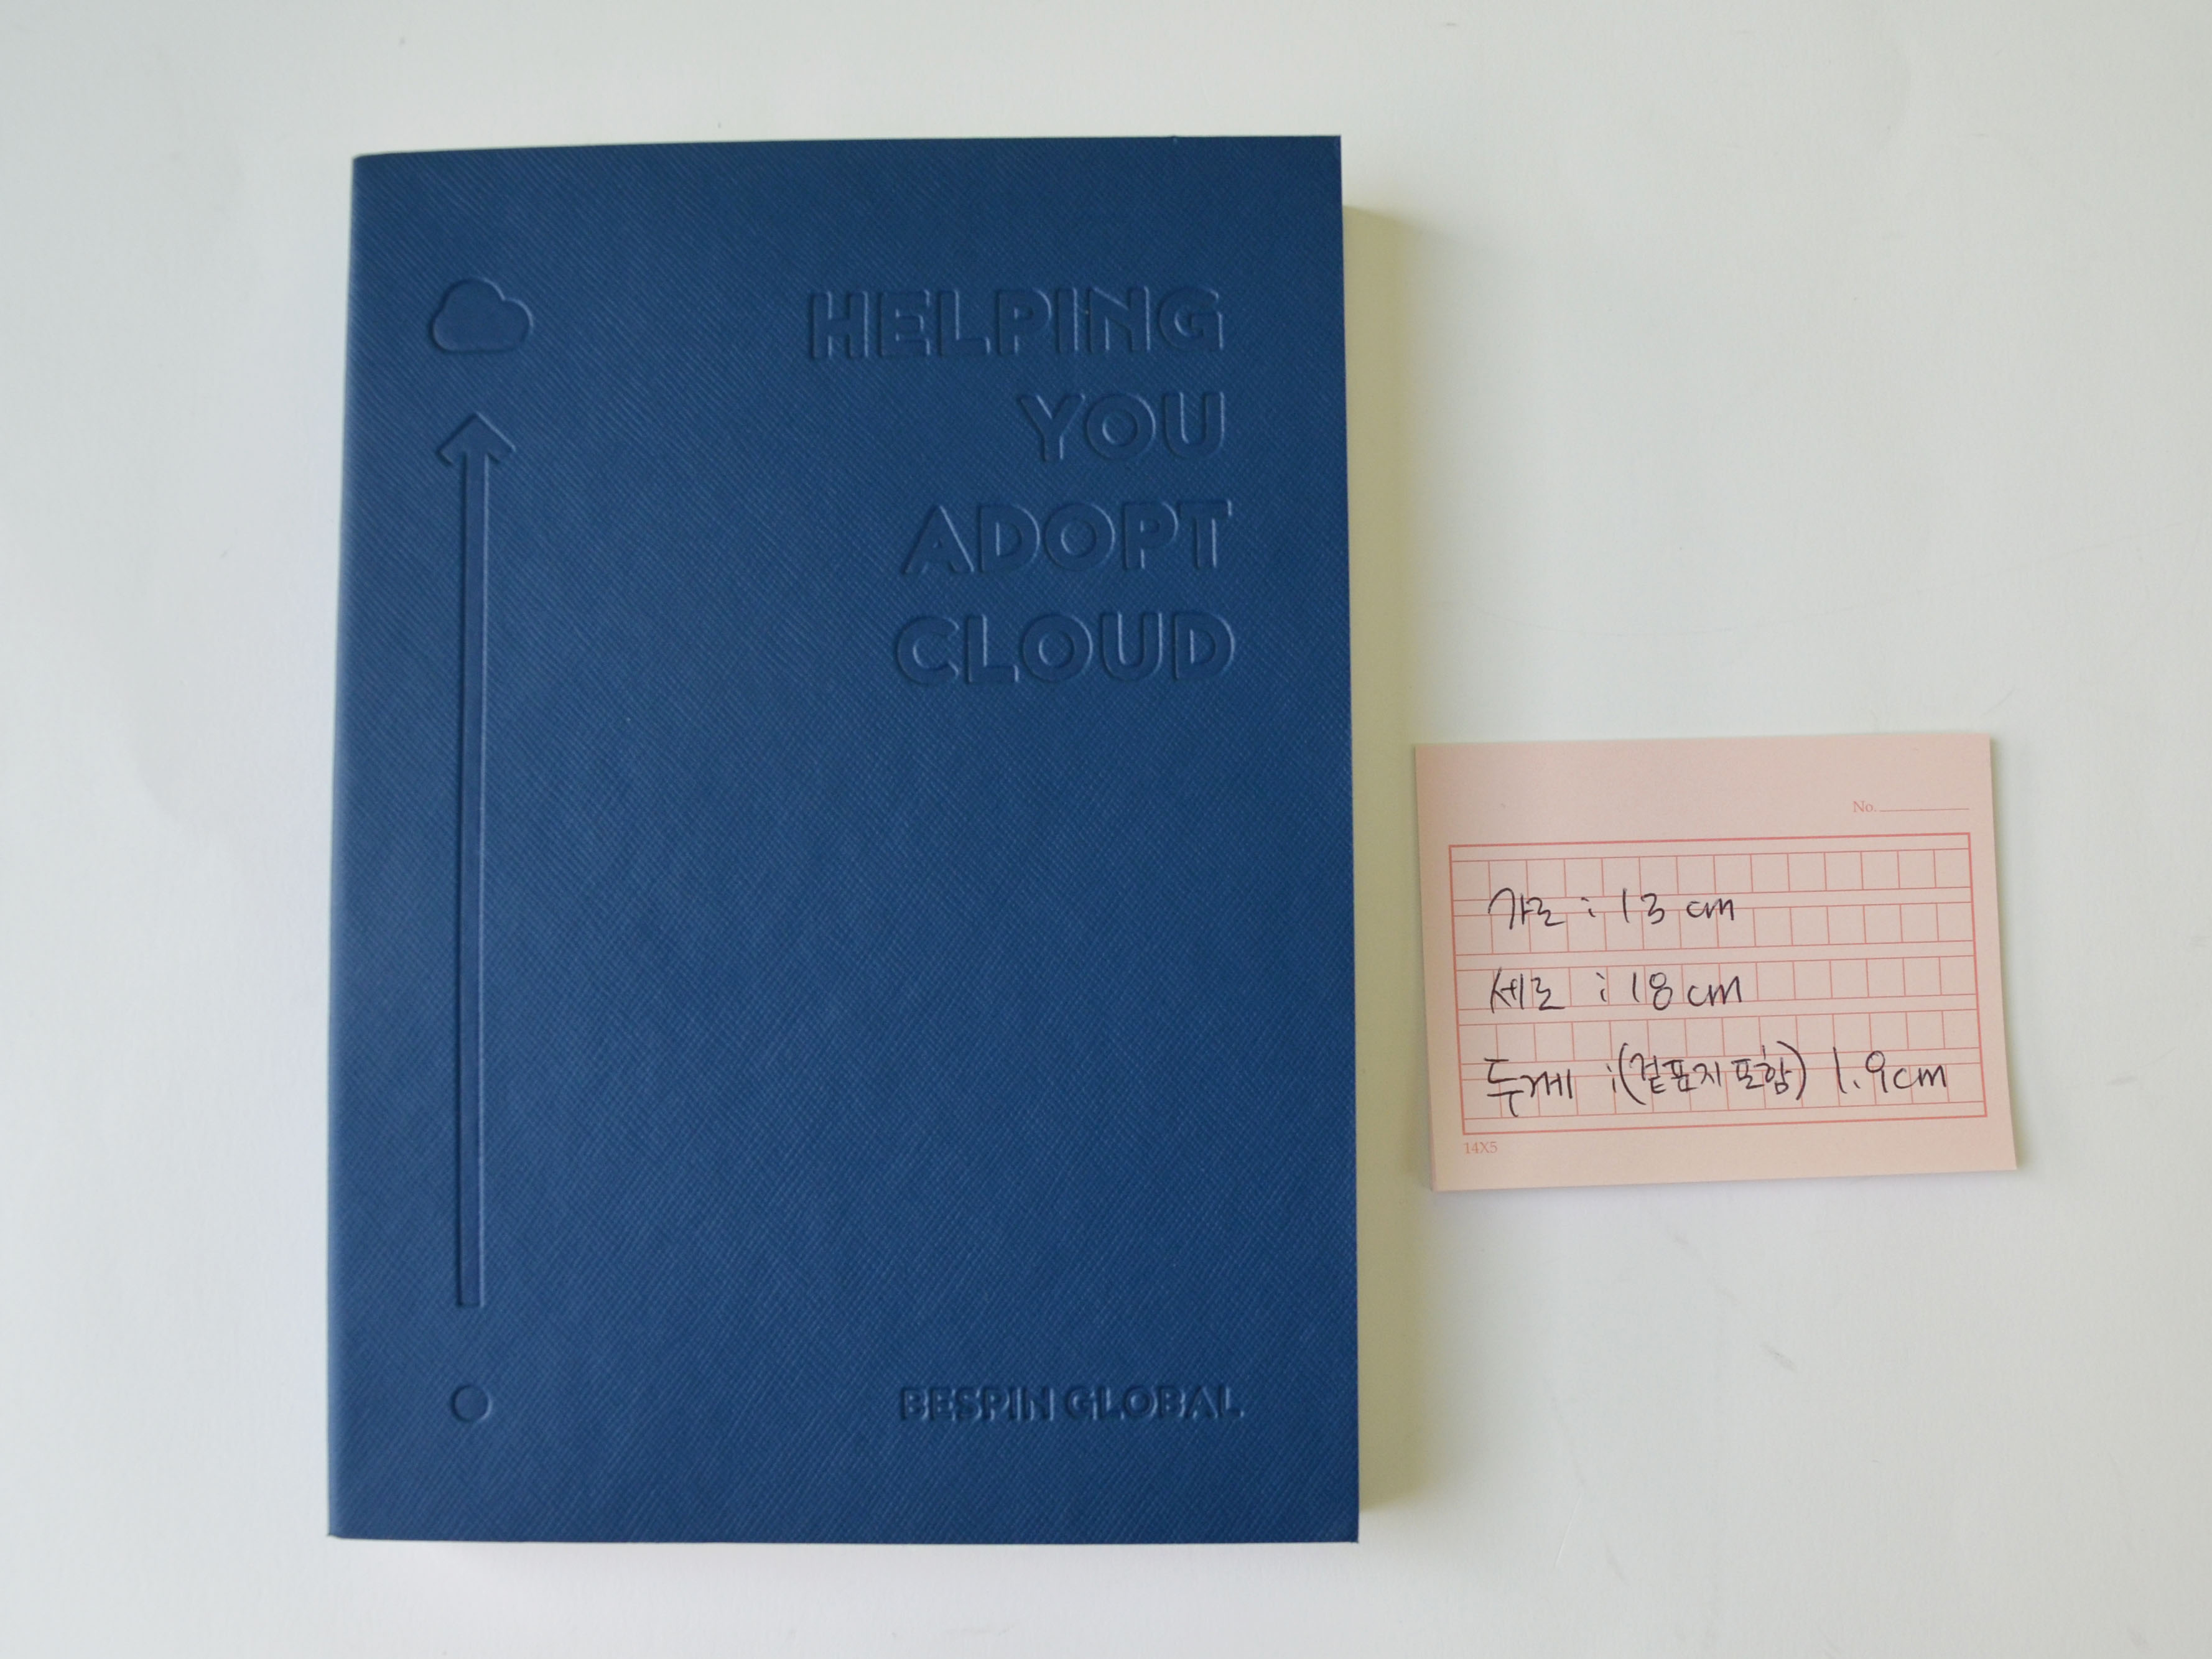 HELPING
YOU
ADOPT
CLOUD
BESPIN GLOBAL
No.
가로 : 13 cm
세로 : 18 cm
두께 : (겉표지 포함) 1.9cm
14X5